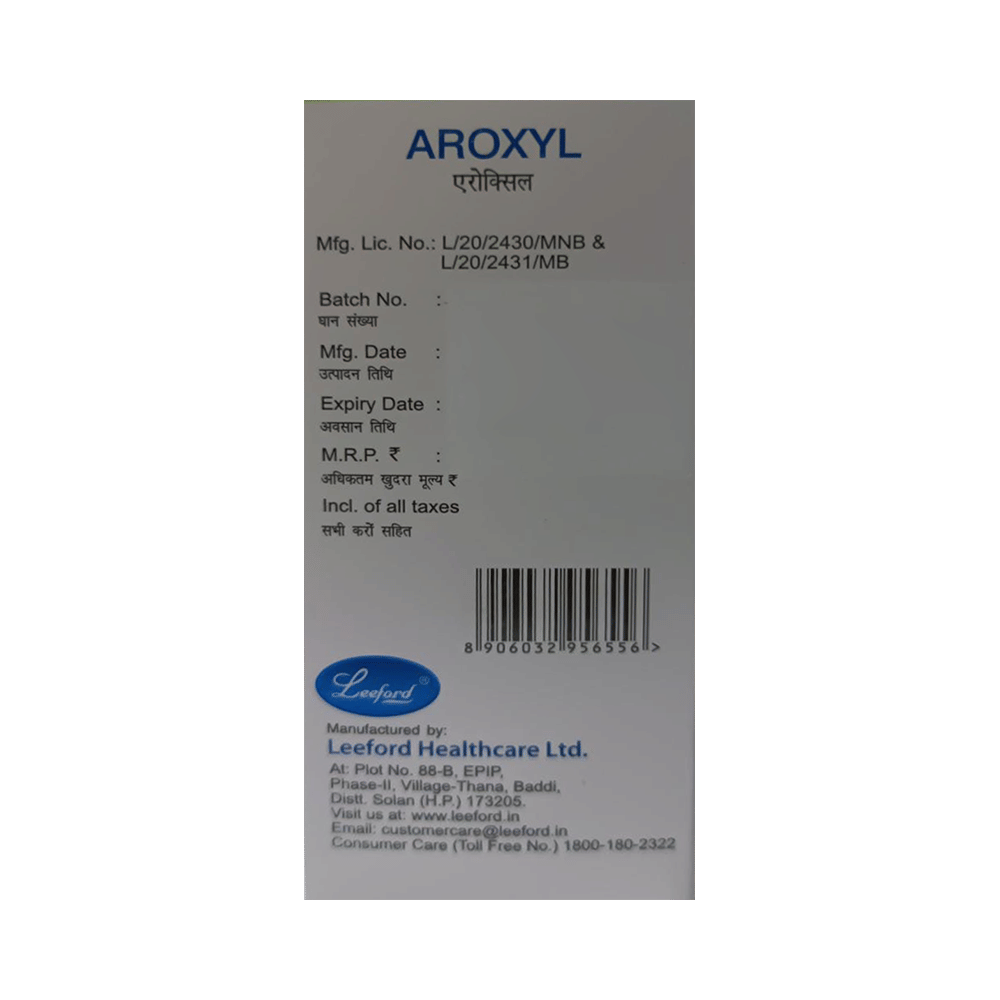 AROXYL
एरोक्सिल
Mfg. Lic. No.: L/20/2430/MNB &
L/20/2431/MB
Batch No. :
घान संख्या
Mfg. Date :
उत्पादन तिथि
Expiry Date :
अवसान तिथि
M.R.P. ₹ :
अधिकतम खुदरा मूल्य ₹
Incl. of all taxes
सभी करों सहित
8 906032 956556 >
Leeford®
Manufactured by:
Leeford Healthcare Ltd.
At: Plot No. 88-B, EPIP,
Phase-II, Village-Thana, Baddi,
Distt. Solan (H.P.) 173205.
Visit us at: www.leeford.in
Email: customercare@leeford.in
Consumer Care (Toll Free No.) 1800-180-2322